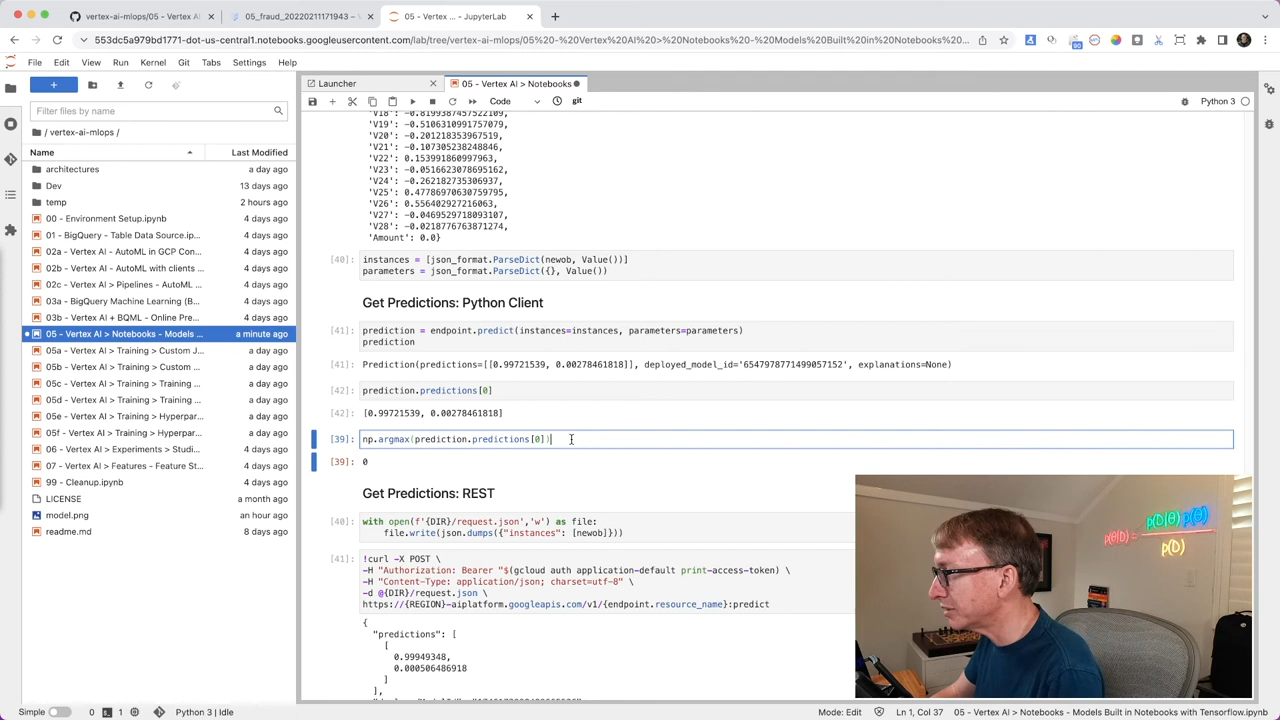 vertex-ai-mlops/05 - Vertex AI
05_fraud_20220211171943 – V
05 - Vertex ... - JupyterLab
553dc5a979bd1771-dot-us-central1.notebooks.googleusercontent.com/lab/tree/vertex-ai-mlops/05%20-%20Vertex%20AI%20>%20Notebooks%20-%20Models%20Built%20in%20Notebooks%20...
File Edit View Run Kernel Git Tabs Settings Help
Launcher
05 - Vertex AI > Notebooks
Code
git
Python 3
Filter files by name
/ vertex-ai-mlops /
Name Last Modified
architectures a day ago
Dev 13 days ago
temp 2 hours ago
00 - Environment Setup.ipynb 4 days ago
01 - BigQuery - Table Data Source.ip... 4 days ago
02a - Vertex AI - AutoML in GCP Con... 4 days ago
02b - Vertex AI - AutoML with clients ... 4 days ago
02c - Vertex AI > Pipelines - AutoML ... 4 days ago
03a - BigQuery Machine Learning (B... 4 days ago
03b - Vertex AI + BQML - Online Pre... 4 days ago
05 - Vertex AI > Notebooks - Models ... a minute ago
05a - Vertex AI > Training > Custom J... a day ago
05b - Vertex AI > Training > Custom ... a day ago
05c - Vertex AI > Training > Training ... a day ago
05d - Vertex AI > Training > Training ... a day ago
05e - Vertex AI > Training > Hyperpar... a day ago
05f - Vertex AI > Training > Hyperpar... a day ago
06 - Vertex AI > Experiments > Studi... 4 days ago
07 - Vertex AI > Features - Feature St... 4 days ago
99 - Cleanup.ipynb 4 days ago
LICENSE a month ago
model.png an hour ago
readme.md 8 days ago
'V18': -0.8199387457522109,
'V19': -0.5106310991757079,
'V20': -0.201218353967519,
'V21': -0.107305238248846,
'V22': 0.153991860997963,
'V23': -0.0516623078695162,
'V24': -0.262182735306937,
'V25': 0.47786970630759795,
'V26': 0.556402927216063,
'V27': -0.0469529718093107,
'V28': -0.0218776763871274,
'Amount': 0.0}
[40]: instances = [json_format.ParseDict(newob, Value())]
parameters = json_format.ParseDict({}, Value())
Get Predictions: Python Client
[41]: prediction = endpoint.predict(instances=instances, parameters=parameters)
prediction
[41]: Prediction(predictions=[[0.99721539, 0.00278461818]], deployed_model_id='6547978771499057152', explanations=None)
[42]: prediction.predictions[0]
[42]: [0.99721539, 0.00278461818]
[39]: np.argmax(prediction.predictions[0])
[39]: 0
Get Predictions: REST
[40]: with open(f'{DIR}/request.json','w') as file:
file.write(json.dumps({"instances": [newob]}))
[41]: !curl -X POST \
-H "Authorization: Bearer "$(gcloud auth application-default print-access-token) \
-H "Content-Type: application/json; charset=utf-8" \
-d @{DIR}/request.json \
https://{REGION}-aiplatform.googleapis.com/v1/{endpoint.resource_name}:predict
{
"predictions": [
[
0.99949348,
0.000506486918
]
],
p(θ|D) = p(D|θ) p(θ)
p(D)
Simple 0 1 Python 3 | Idle Mode: Edit Ln 1, Col 37 05 - Vertex AI > Notebooks - Models Built in Notebooks with Tensorflow.ipynb